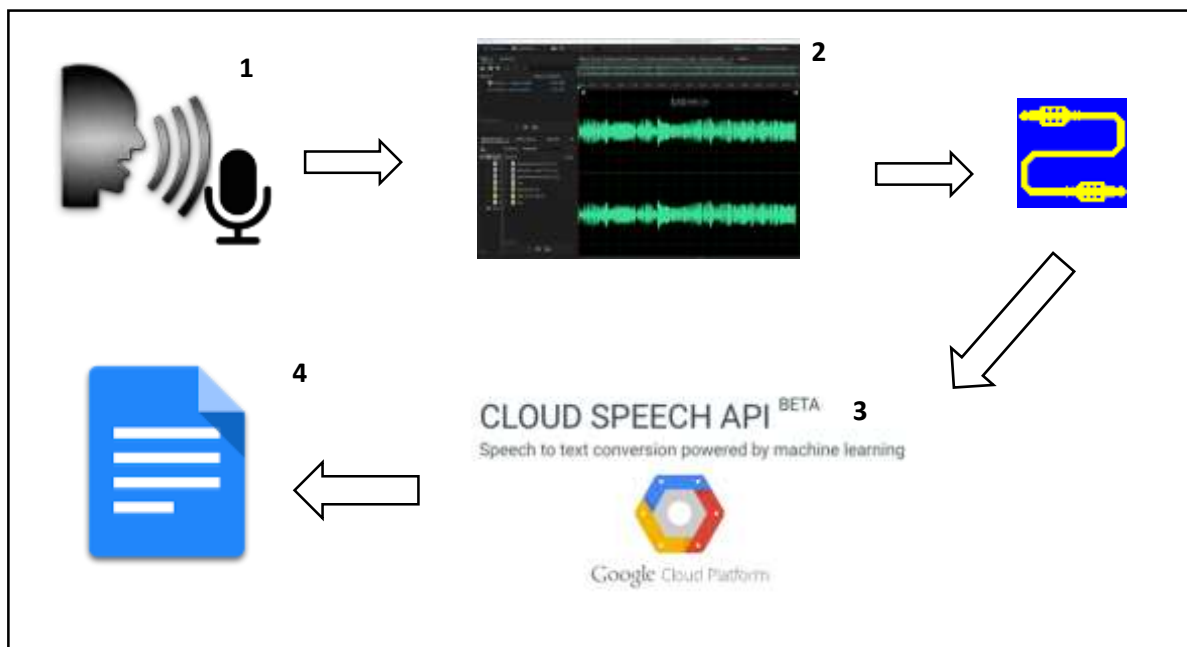 1
2
CLOUD SPEECH API BETA
3
Speech to text conversion powered by machine learning
Google Cloud Platform
4